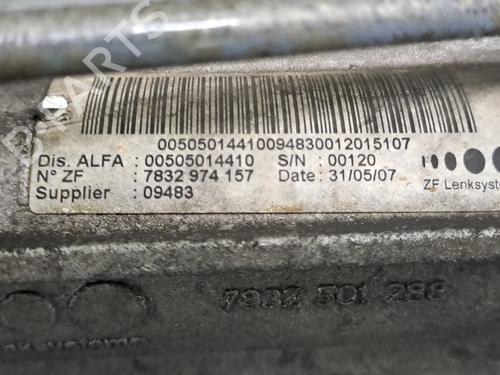 00505014410094830012015107
Dis. ALFA : 00505014410 S/N : 00120
N° ZF : 7832 974 157 Date : 31/05/07
Supplier : 09483
ZF Lenksyste
7832 501 288